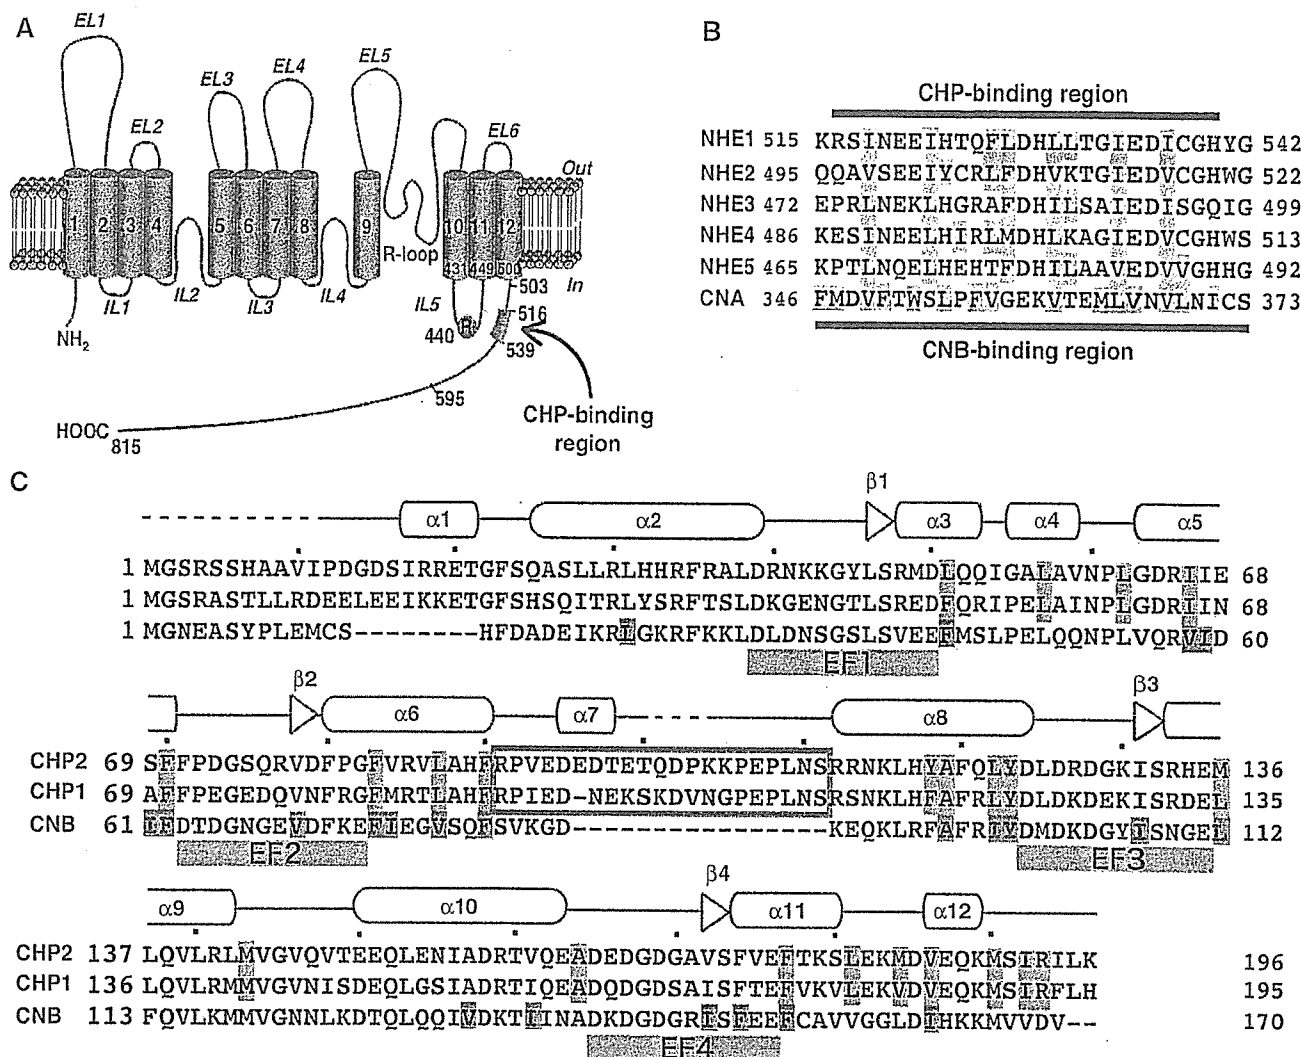 A
EL1
EL2
EL3
EL4
EL5
EL6
Out
1 2 3 4 5 6 7 8 9 10 11 12
R-loop
431 449 500
In
503
IL1
IL2
IL3
IL4
IL5
516
440 R
539
NH2
595
HOOC
815
CHP-binding
region
B
CHP-binding region
NHE1 515 KRSINEEIHTQFLDHLLTGIEDICGHYG 542
NHE2 495 QQAVSEEIYCRLFDHVKTGIEDVCGHWG 522
NHE3 472 EPRLNEKLHGRAFDHILSAIEDISGQIG 499
NHE4 486 KESINEELHIRLMDHLKAGIEDVCGHWS 513
NHE5 465 KPTLNQELHEHTFDHILAAVEDVVGHHG 492
CNA 346 FMDVFTWSLPFVGEKVTEMLVNVLNICS 373
CNB-binding region
C
β1
α1 α2 α3 α4 α5
1 MGSRSSHAAVIPDGDSIRRETGFSQASLLRLHHRFRALDRNKKGYLSRMDLQQIGALAVNPLGDRIIE 68
1 MGSRASTLLRDEELEEIKKETGFSHSQITRLYSRFTSLDKGENGTLSREDFQRIPELAINPLGDRIIN 68
1 MGNEASYPLEMCS--------HFDADEIKRLGKRFKKLDLDNSGSLSVEEFMSLPELQQNPLVQRVID 60
EF1
β2
β3
α6 α7 α8
CHP2 69 SFFPDGSQRVDFPGFVRVLAHFRPVEDEDTETQDPKKPEPLNSRRNKLHYAFQLYDLDRDGKISRHEM 136
CHP1 69 AFFPEGEDQVNFRGFMRTLAHFRPIED-NEKSKDVNGPEPLNSRSNKLHFAFRLYDLDKDEKISRDEL 135
CNB 61 IFDTDGNGEVDFKEFIEGVSQFSVKGD----------------KEQKLRFAFRIYDMDKDGYISNGEL 112
EF2
EF3
β4
α9 α10 α11 α12
CHP2 137 LQVLRLMVGVQVTEEQLENIADRTVQEADEDGDGAVSFVEFTKSLEKMDVEQKMSIRILK 196
CHP1 136 LQVLRMMVGVNISDEQLGSIADRTIQEADQDGDSAISFTEFVKVLEKVDVEQKMSIRFLH 195
CNB 113 FQVLKMMVGNNLKDTQLQQIVDKTIINADKDGDGRISFEEFCAVVGGLDIHKKMVVDV-- 170
EF4